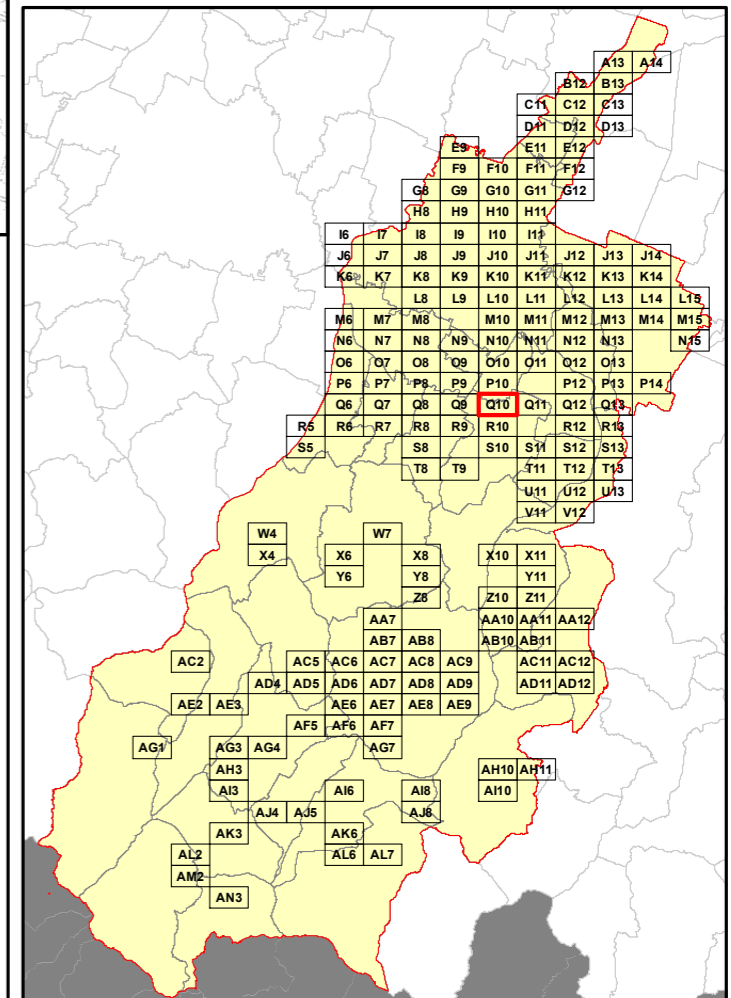 A13 A14
B12 B13
C11 C12 C13
D11 D12 D13
E9 E11 E12
F9 F10 F11 F12
G8 G9 G10 G11 G12
H8 H9 H10 H11
I6 I7 I8 I9 I10 I11
J6 J7 J8 J9 J10 J11 J12 J13 J14
K6 K7 K8 K9 K10 K11 K12 K13 K14
L8 L9 L10 L11 L12 L13 L14 L15
M6 M7 M8 M10 M11 M12 M13 M14 M15
N6 N7 N8 N9 N10 N11 N12 N13 N15
O6 O7 O8 O9 O10 O11 O12 O13
P6 P7 P8 P9 P10 P12 P13 P14
Q6 Q7 Q8 Q9 Q10 Q11 Q12 Q13
R5 R6 R7 R8 R9 R10 R12 R13
S5 S8 S10 S11 S12 S13
T8 T9 T11 T12 T13
U11 U12 U13
V11 V12
W4 W7
X4 X6 X8 X10 X11
Y6 Y8 Y11
Z8 Z10 Z11
AA7 AA10 AA11 AA12
AB7 AB8 AB10 AB11
AC2 AC5 AC6 AC7 AC8 AC9 AC11 AC12
AD4 AD5 AD6 AD7 AD8 AD9 AD11 AD12
AE2 AE3 AE6 AE7 AE8 AE9
AF5 AF6 AF7
AG1 AG3 AG4 AG7
AH3 AH10 AH11
AI3 AI6 AI8 AI10
AJ4 AJ5 AJ8
AK3 AK6
AL2 AL6 AL7
AM2
AN3